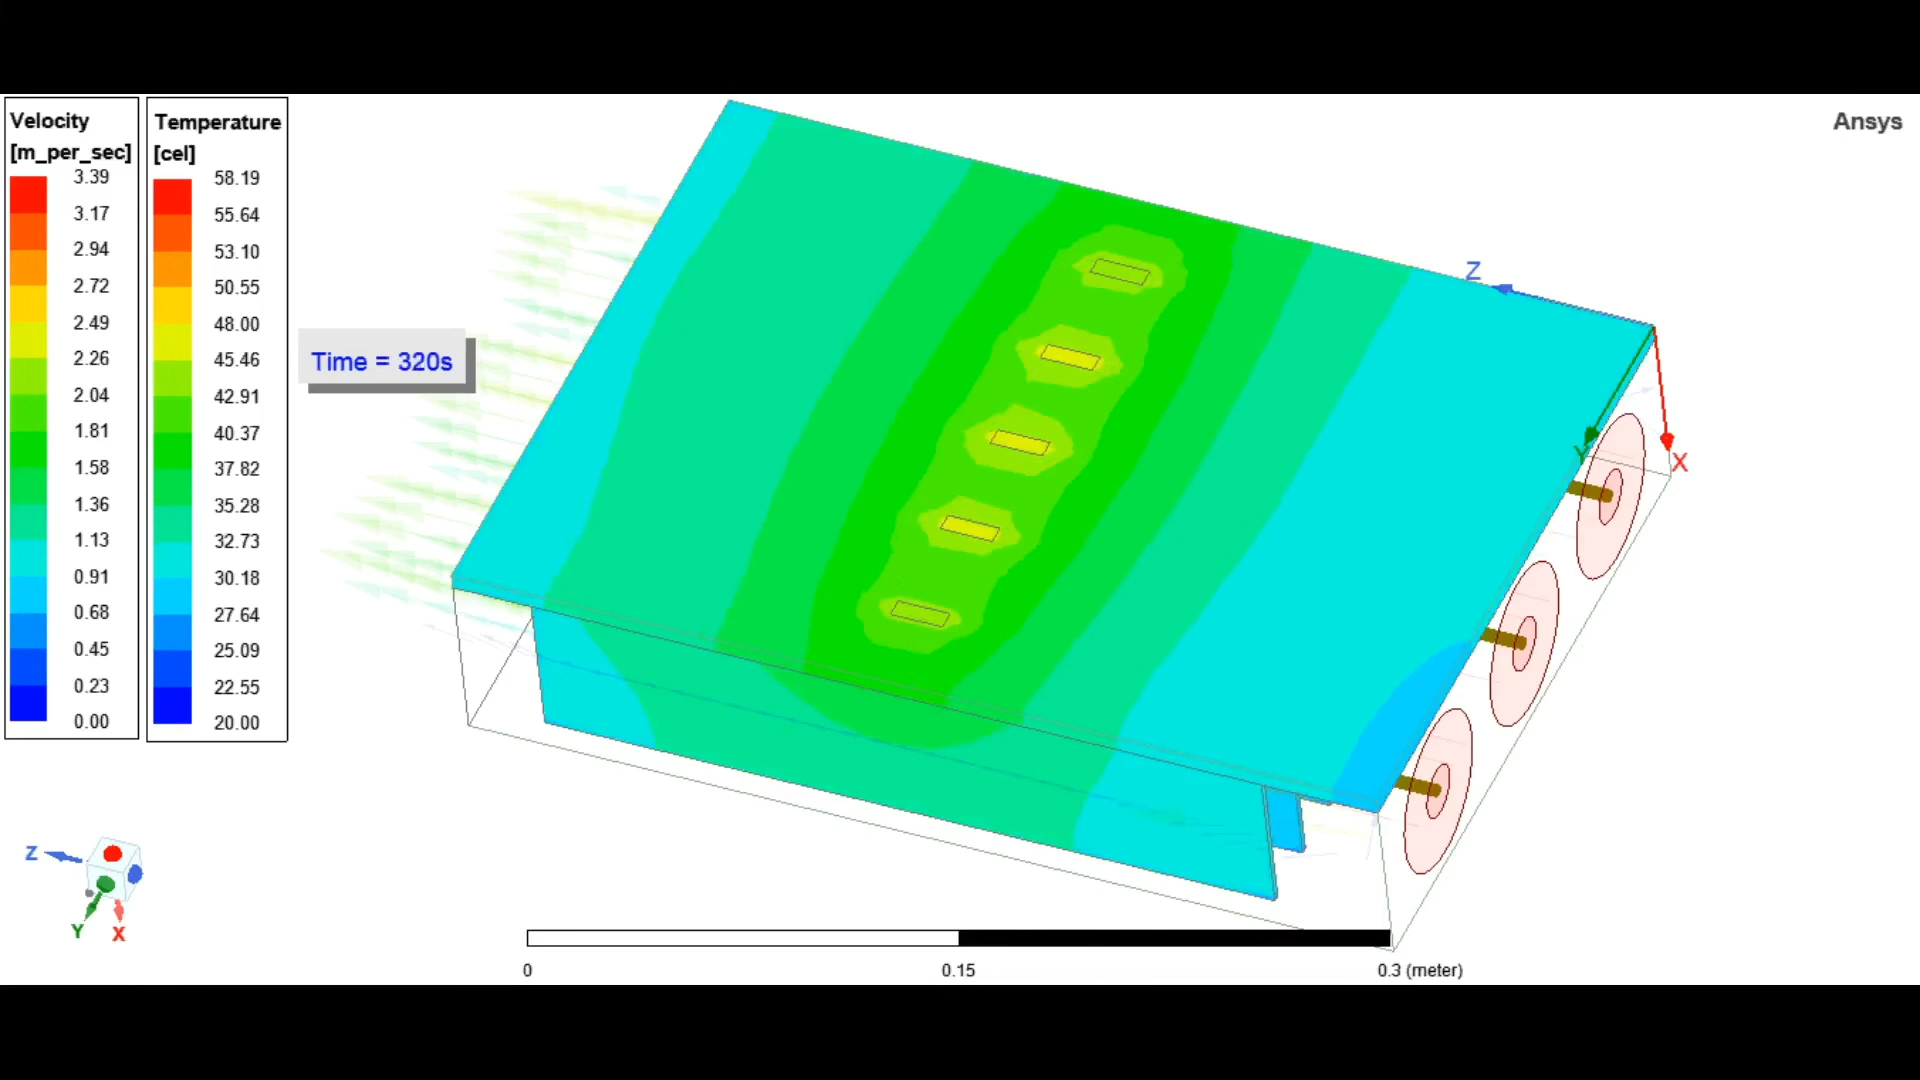 Velocity
[m_per_sec]
3.39
3.17
2.94
2.72
2.49
2.26
2.04
1.81
1.58
1.36
1.13
0.91
0.68
0.45
0.23
0.00
Temperature
[cel]
58.19
55.64
53.10
50.55
48.00
45.46
42.91
40.37
37.82
35.28
32.73
30.18
27.64
25.09
22.55
20.00
Ansys
Time = 320s
Z
Y
X
Z
Y
X
0
0.15
0.3 (meter)